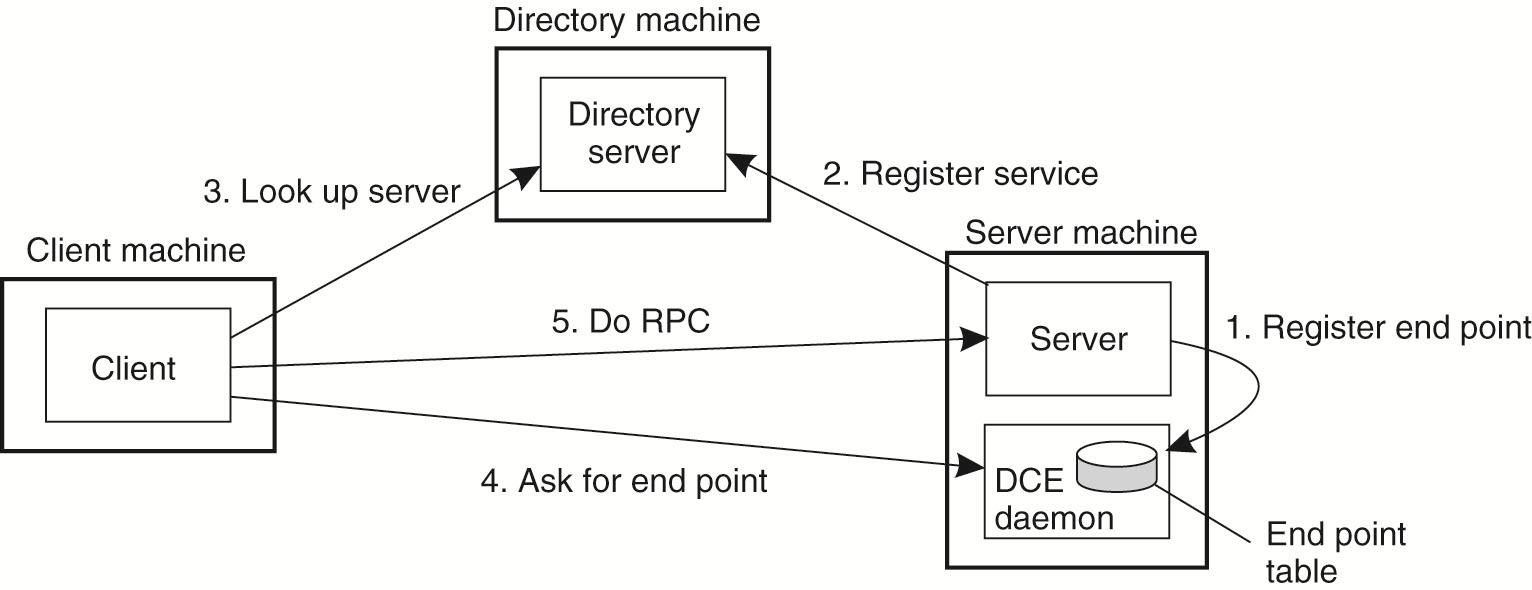 Directory machine
Directory
server
3. Look up server
2. Register service
Client machine
Server machine
5. Do RPC
Client
Server
1. Register end point
4. Ask for end point
DCE
daemon
End point
table